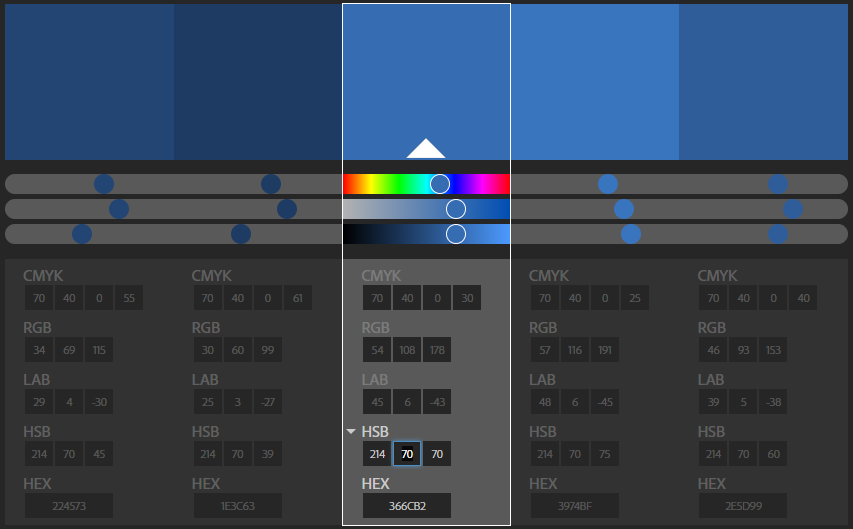 CMYK CMYK CMYK CMYK CMYK
70 40 0 55 70 40 0 61 70 40 0 30 70 40 0 25 70 40 0 40
RGB RGB RGB RGB RGB
34 69 115 30 60 99 54 108 178 57 116 191 46 93 153
LAB LAB LAB LAB LAB
29 4 -30 25 3 -27 45 6 -43 48 6 -45 39 5 -38
HSB HSB HSB HSB HSB
214 70 45 214 70 39 214 70 70 214 70 75 214 70 60
HEX HEX HEX HEX HEX
224573 1E3C63 366CB2 3974BF 2E5D99